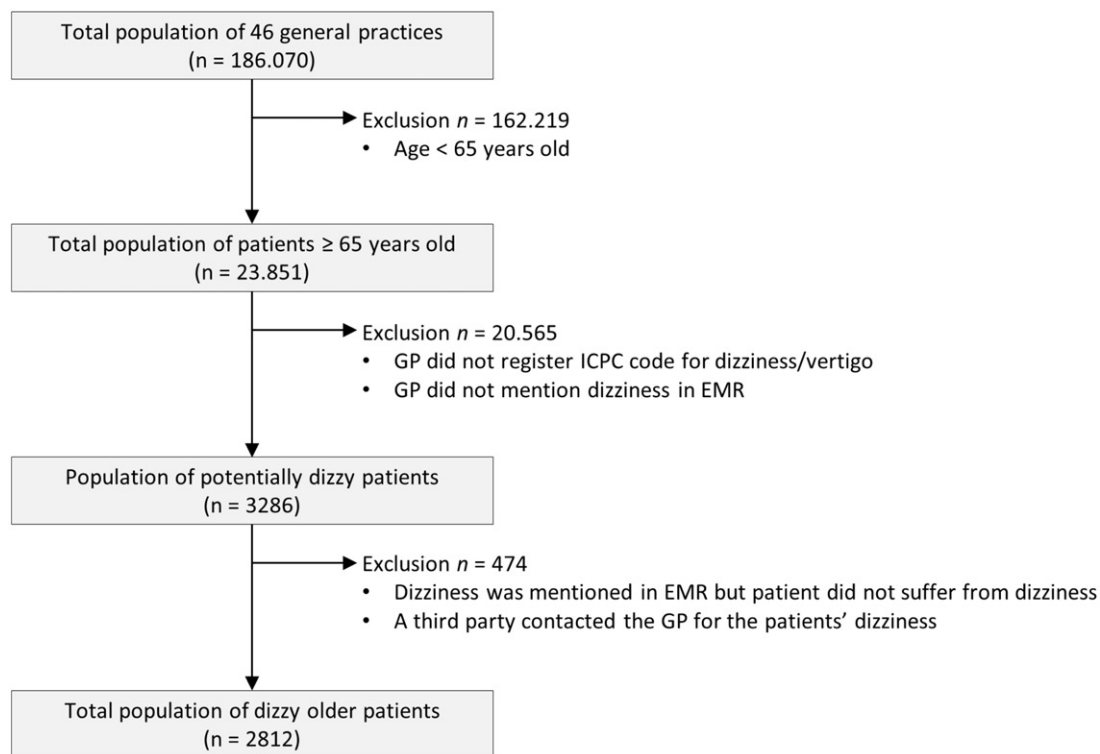 Total population of 46 general practices
(n = 186.070)
Exclusion n = 162.219
• Age < 65 years old
Total population of patients ≥ 65 years old
(n = 23.851)
Exclusion n = 20.565
• GP did not register ICPC code for dizziness/vertigo
• GP did not mention dizziness in EMR
Population of potentially dizzy patients
(n = 3286)
Exclusion n = 474
• Dizziness was mentioned in EMR but patient did not suffer from dizziness
• A third party contacted the GP for the patients’ dizziness
Total population of dizzy older patients
(n = 2812)